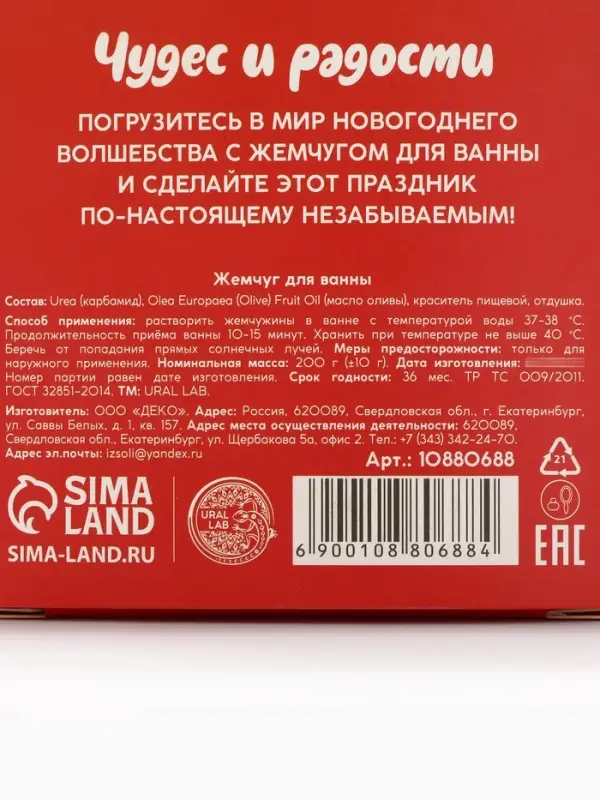 Чудес и радости
ПОГРУЗИТЕСЬ В МИР НОВОГОДНЕГО
ВОЛШЕБСТВА С ЖЕМЧУГОМ ДЛЯ ВАННЫ
И СДЕЛАЙТЕ ЭТОТ ПРАЗДНИК
ПО-НАСТОЯЩЕМУ НЕЗАБЫВАЕМЫМ!
Жемчуг для ванны
Состав: Urea (карбамид), Olea Europaea (Olive) Fruit Oil (масло оливы), краситель пищевой, отдушка.
Способ применения: растворить жемчужины в ванне с температурой воды 37-38 °С.
Продолжительность приёма ванны 10-15 минут. Хранить при температуре не выше 40 °С.
Беречь от попадания прямых солнечных лучей. Меры предосторожности: только для
наружного применения. Номинальная масса: 200 г (±10 г). Дата изготовления:
Номер партии равен дате изготовления. Срок годности: 36 мес. ТР ТС 009/2011.
ГОСТ 32851-2014. ТМ: URAL LAB.
Изготовитель: ООО «ДЕКО». Адрес: Россия, 620089, Свердловская обл., г. Екатеринбург,
ул. Саввы Белых, д. 1, кв. 157. Адрес места осуществления деятельности: 620089,
Свердловская обл., г. Екатеринбург, ул. Щербакова 5а, офис 2. Тел.: +7 (343) 342-24-70.
Адрес эл.почты: izsoli@yandex.ru
Арт.: 10880688
21
SIMA
LAND
SIMA-LAND.RU
URAL
LAB
6 900108 806884
EAC